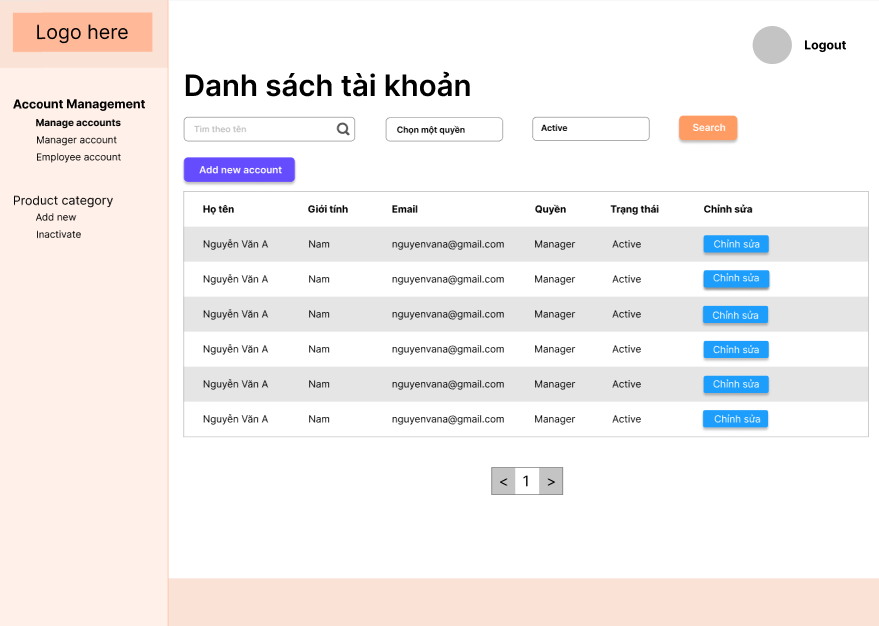 Logo here
Logout
Account Management
Manage accounts
Manager account
Employee account
Product category
Add new
Inactivate
Danh sách tài khoản
Tìm theo tên
Chọn một quyền
Active
Search
Add new account
Họ tên Giới tính Email Quyền Trạng thái Chỉnh sửa
Nguyễn Văn A Nam nguyenvana@gmail.com Manager Active Chỉnh sửa
Nguyễn Văn A Nam nguyenvana@gmail.com Manager Active Chỉnh sửa
Nguyễn Văn A Nam nguyenvana@gmail.com Manager Active Chỉnh sửa
Nguyễn Văn A Nam nguyenvana@gmail.com Manager Active Chỉnh sửa
Nguyễn Văn A Nam nguyenvana@gmail.com Manager Active Chỉnh sửa
Nguyễn Văn A Nam nguyenvana@gmail.com Manager Active Chỉnh sửa
< 1 >